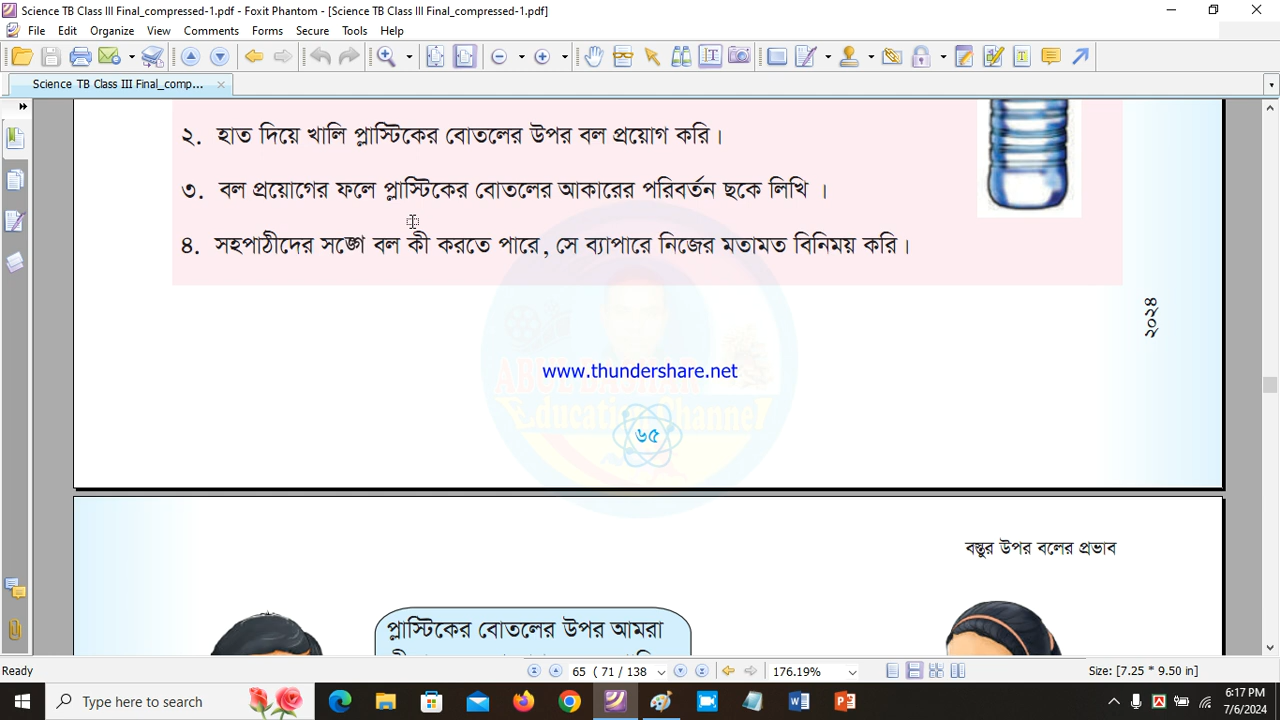 Science TB Class III Final_compressed-1.pdf - Foxit Phantom - [Science TB Class III Final_compressed-1.pdf]
File Edit Organize View Comments Forms Secure Tools Help
Science TB Class III Final_comp...
২. হাত দিয়ে খালি প্লাস্টিকের বোতলের উপর বল প্রয়োগ করি।
৩. বল প্রয়োগের ফলে প্লাস্টিকের বোতলের আকারের পরিবর্তন ছকে লিখি ।
৪. সহপাঠীদের সঙ্গে বল কী করতে পারে, সে ব্যাপারে নিজের মতামত বিনিময় করি।
২০২৪
www.thundershare.net
Education Channel
৬৫
বস্তুর উপর বলের প্রভাব
প্লাস্টিকের বোতলের উপর আমরা
Ready 65 ( 71 / 138 ) 176.19% Size: [7.25 * 9.50 in]
Type here to search
6:17 PM
7/6/2024